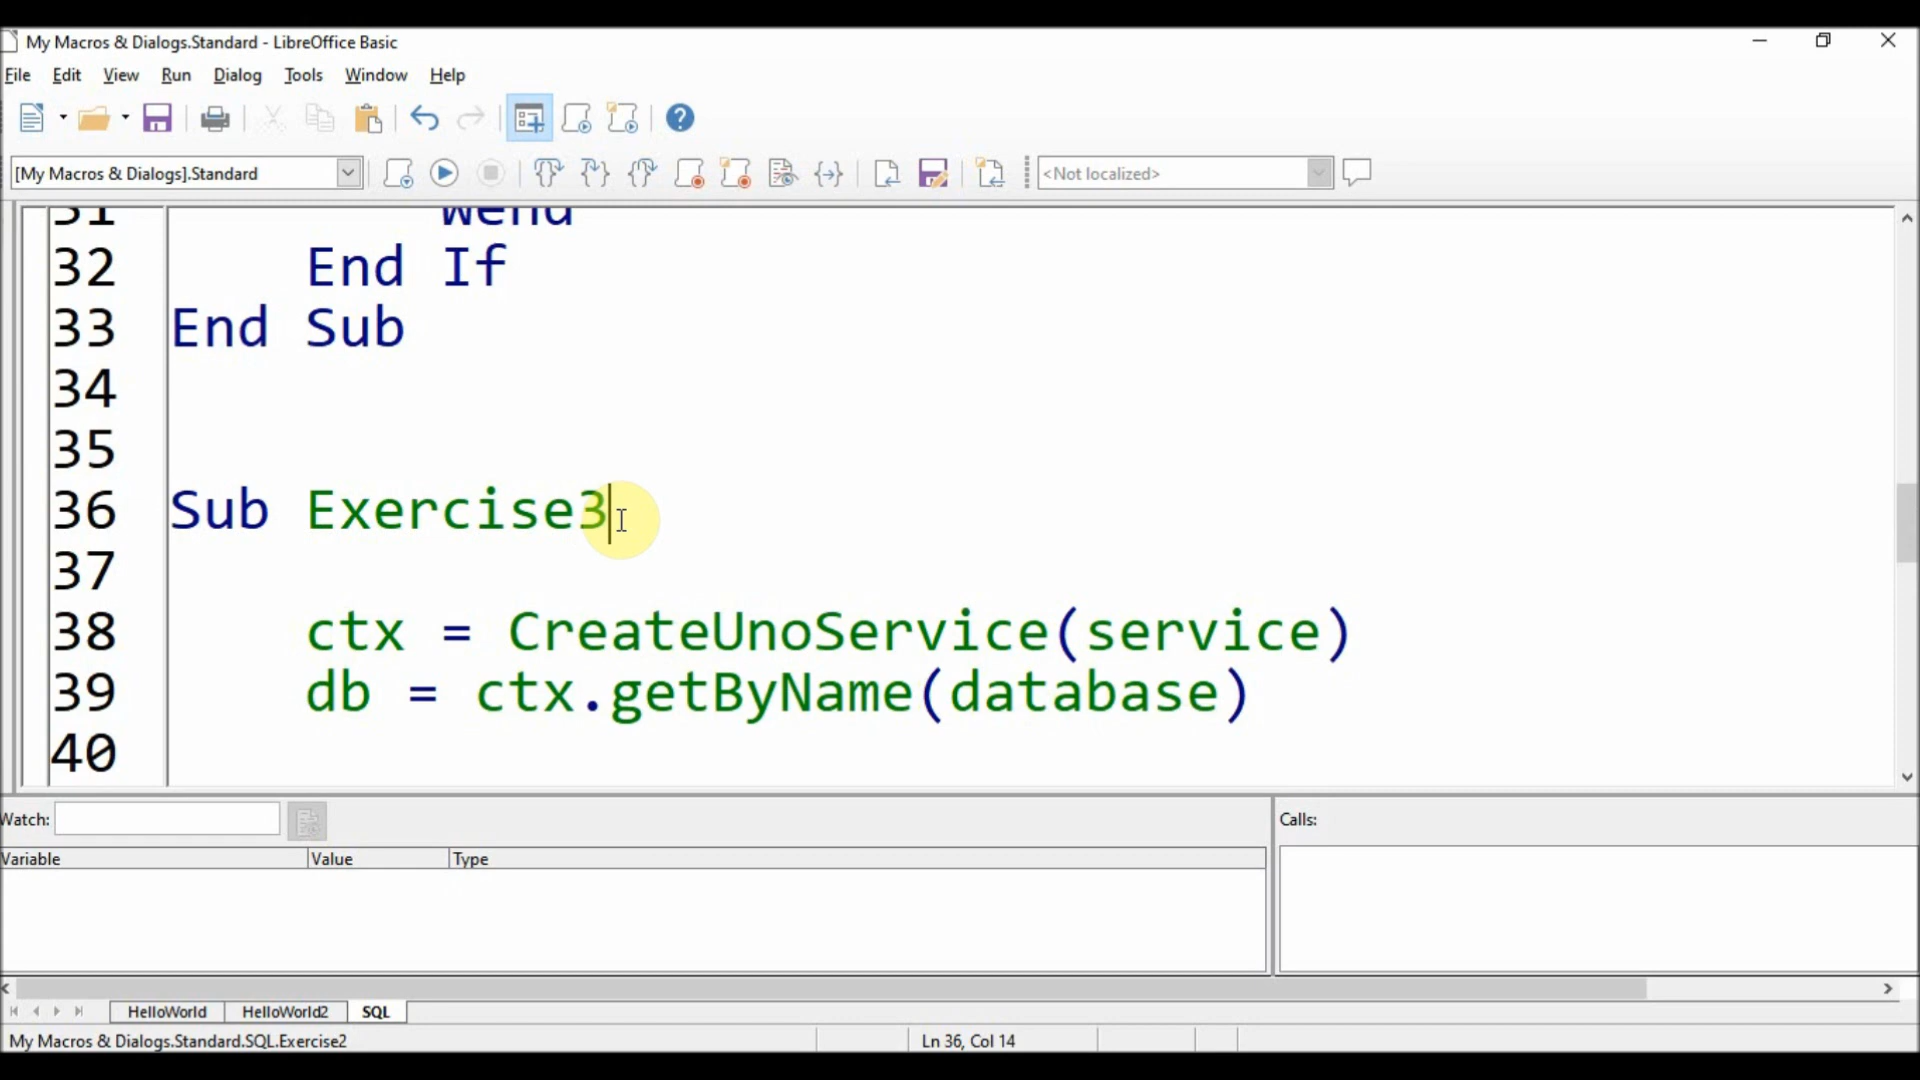 My Macros & Dialogs.Standard - LibreOffice Basic
File Edit View Run Dialog Tools Window Help
[My Macros & Dialogs].Standard <Not localized>
31 Wend
32 End If
33 End Sub
34
35
36 Sub Exercise3
37
38 ctx = CreateUnoService(service)
39 db = ctx.getByName(database)
40
Watch: Calls:
Variable Value Type
HelloWorld HelloWorld2 SQL
My Macros & Dialogs.Standard.SQL.Exercise2 Ln 36, Col 14